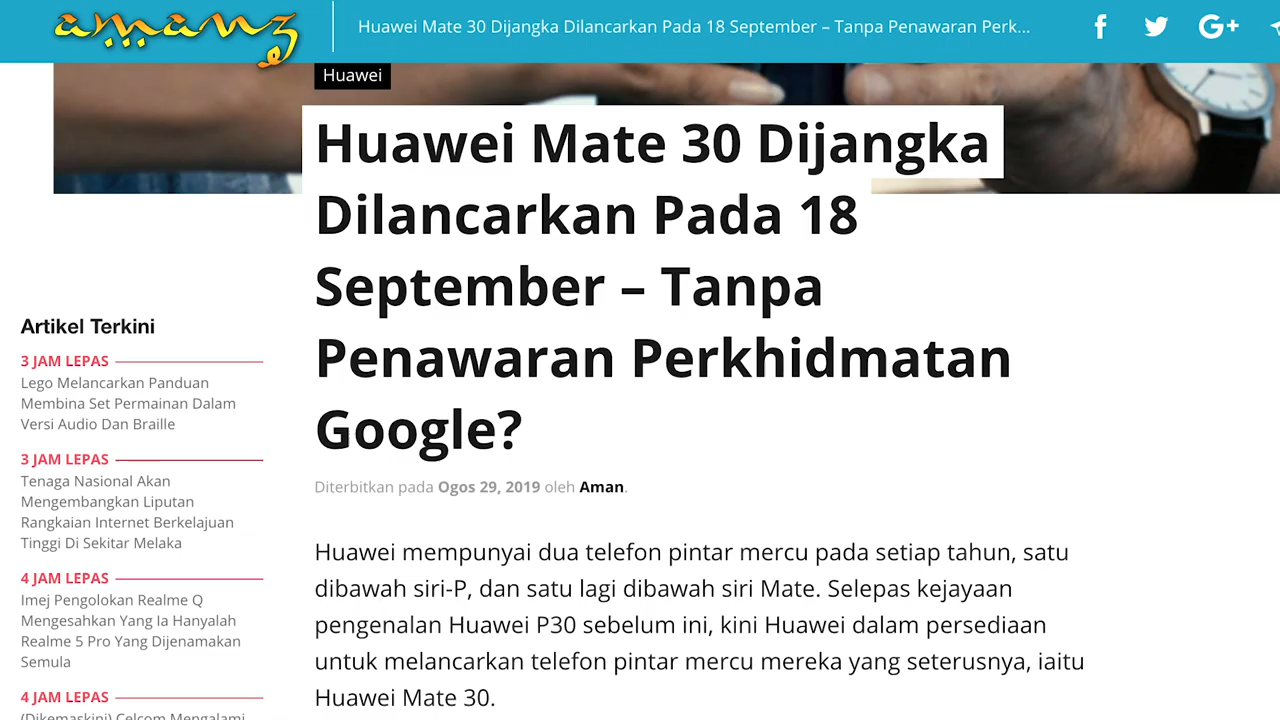 amanz
Huawei Mate 30 Dijangka Dilancarkan Pada 18 September – Tanpa Penawaran Perk...
Huawei
Huawei Mate 30 Dijangka
Dilancarkan Pada 18
September – Tanpa
Penawaran Perkhidmatan
Google?
Diterbitkan pada Ogos 29, 2019 oleh Aman.
Huawei mempunyai dua telefon pintar mercu pada setiap tahun, satu
dibawah siri-P, dan satu lagi dibawah siri Mate. Selepas kejayaan
pengenalan Huawei P30 sebelum ini, kini Huawei dalam persediaan
untuk melancarkan telefon pintar mercu mereka yang seterusnya, iaitu
Huawei Mate 30.
Artikel Terkini
3 JAM LEPAS
Lego Melancarkan Panduan
Membina Set Permainan Dalam
Versi Audio Dan Braille
3 JAM LEPAS
Tenaga Nasional Akan
Mengembangkan Liputan
Rangkaian Internet Berkelajuan
Tinggi Di Sekitar Melaka
4 JAM LEPAS
Imej Pengolokan Realme Q
Mengesahkan Yang Ia Hanyalah
Realme 5 Pro Yang Dijenamakan
Semula
4 JAM LEPAS
(Dikemaskini) Celcom Mengalami